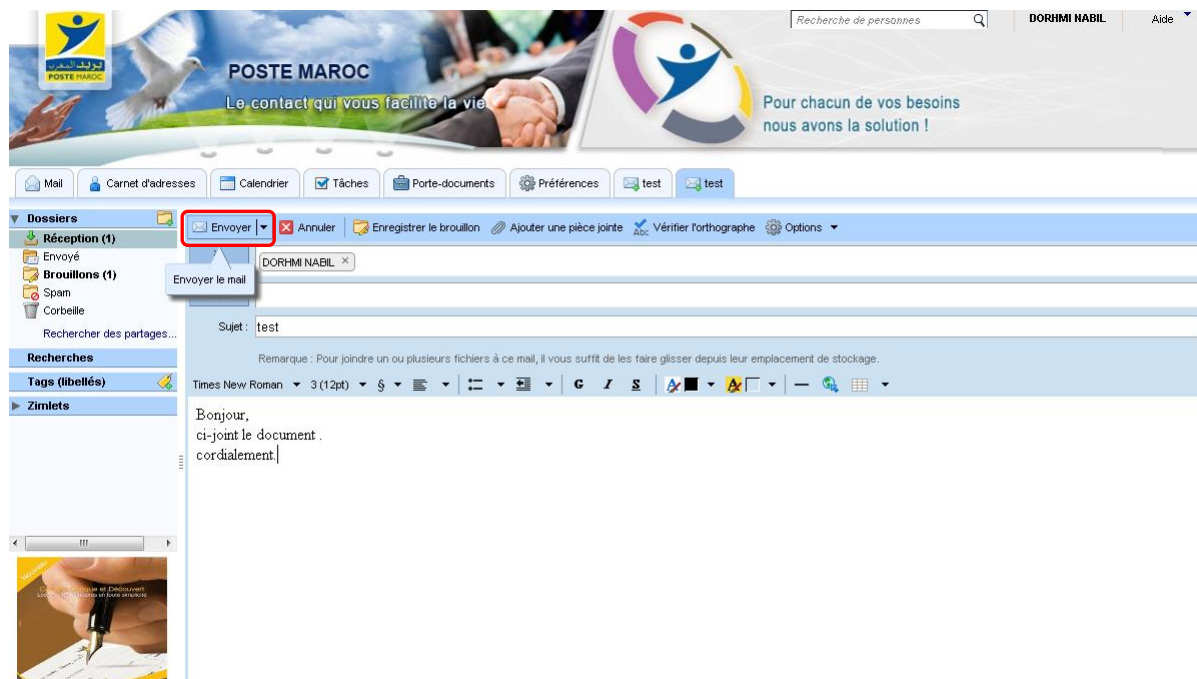 Recherche de personnes
DORHMI NABIL
Aide
بريد المغرب
POSTE MAROC
POSTE MAROC
Le contact qui vous facilite la vie
Pour chacun de vos besoins
nous avons la solution !
Mail
Carnet d'adresses
Calendrier
Tâches
Porte-documents
Préférences
test
test
Dossiers
Réception (1)
Envoyé
Brouillons (1)
Spam
Corbeille
Rechercher des partages...
Recherches
Tags (libellés)
Zimlets
Envoyer
Annuler
Enregistrer le brouillon
Ajouter une pièce jointe
Abc Vérifier l'orthographe
Options
Envoyer le mail
DORHMI NABIL ×
Sujet : test
Remarque : Pour joindre un ou plusieurs fichiers à ce mail, il vous suffit de les faire glisser depuis leur emplacement de stockage.
Times New Roman 3 (12pt) § G I S
Bonjour,
ci-joint le document .
cordialement.